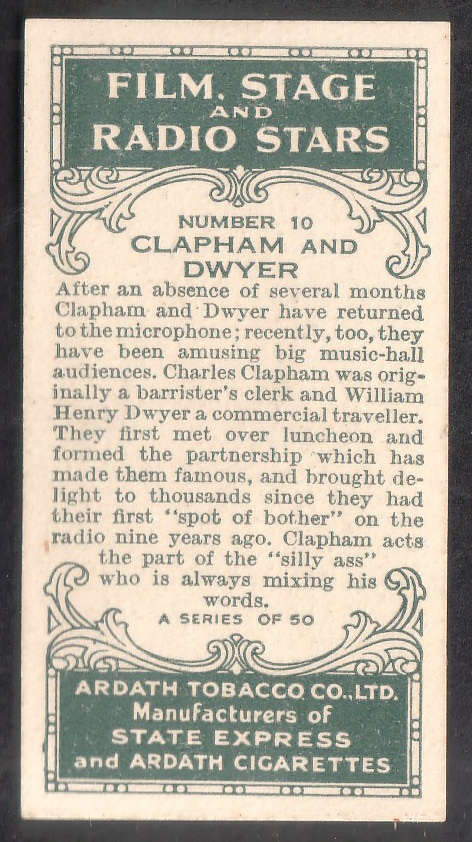 FILM, STAGE
AND
RADIO STARS
NUMBER 10
CLAPHAM AND
DWYER
After an absence of several months
Clapham and Dwyer have returned
to the microphone; recently, too, they
have been amusing big music-hall
audiences. Charles Clapham was orig-
inally a barrister's clerk and William
Henry Dwyer a commercial traveller.
They first met over luncheon and
formed the partnership which has
made them famous, and brought de-
light to thousands since they had
their first "spot of bother" on the
radio nine years ago. Clapham acts
the part of the "silly ass"
who is always mixing his
words.
A SERIES OF 50
ARDATH TOBACCO CO., LTD.
Manufacturers of
STATE EXPRESS
and ARDATH CIGARETTES